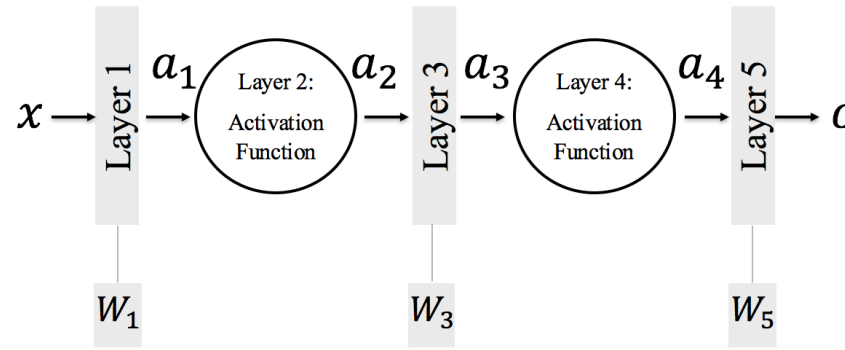 x
Layer 1
a₁
Layer 2:
Activation
Function
a₂
Layer 3
a₃
Layer 4:
Activation
Function
a₄
Layer 5
W₁
W₃
W₅